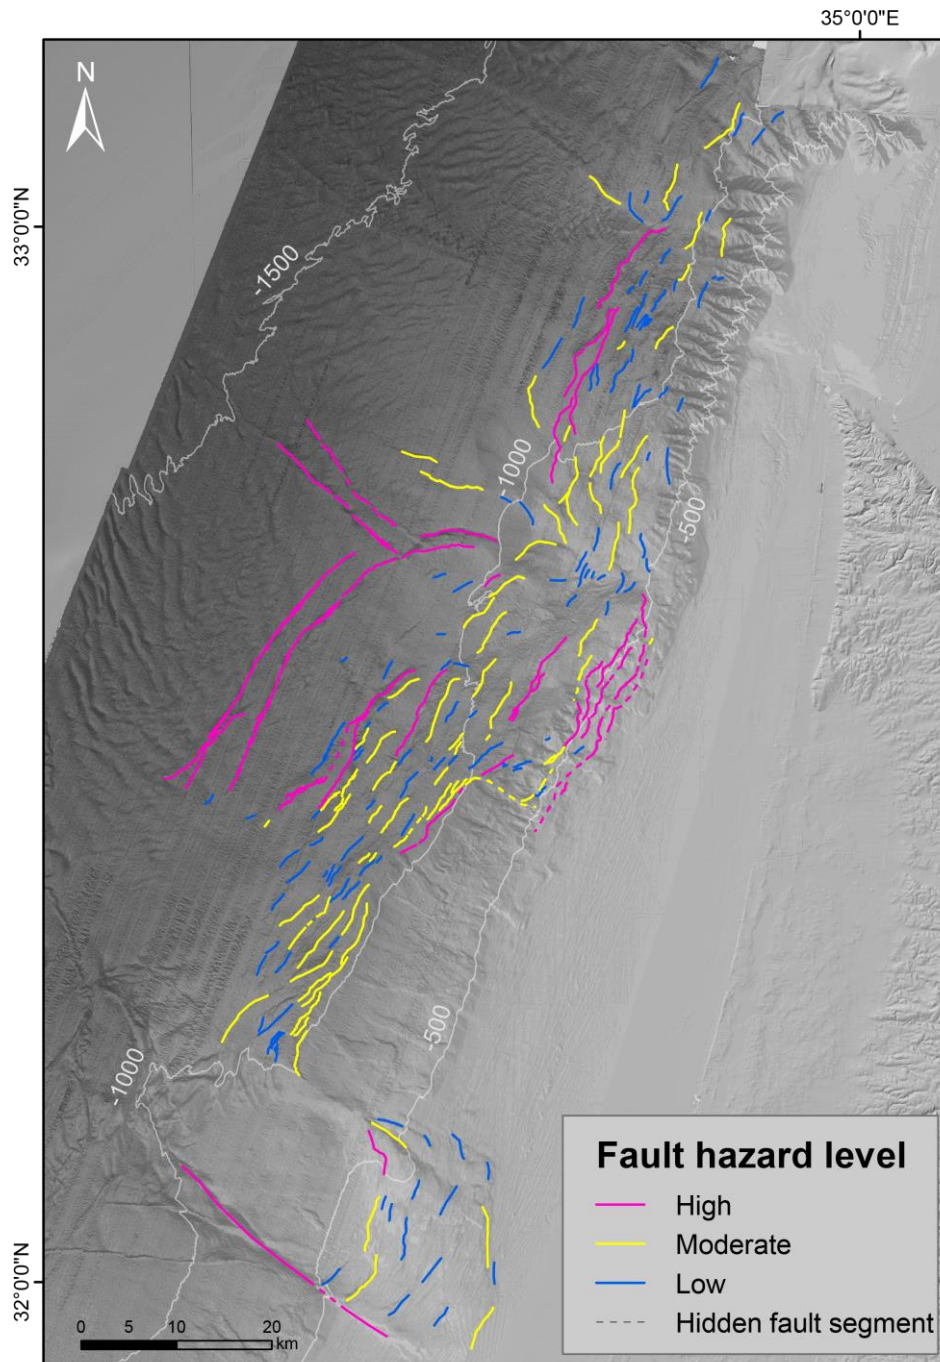 35°0'0"E
N
33°0'0"N
-1500
-1000
-500
-500
-1000
Fault hazard level
High
Moderate
Low
Hidden fault segment
32°0'0"N
0 5 10 20
km